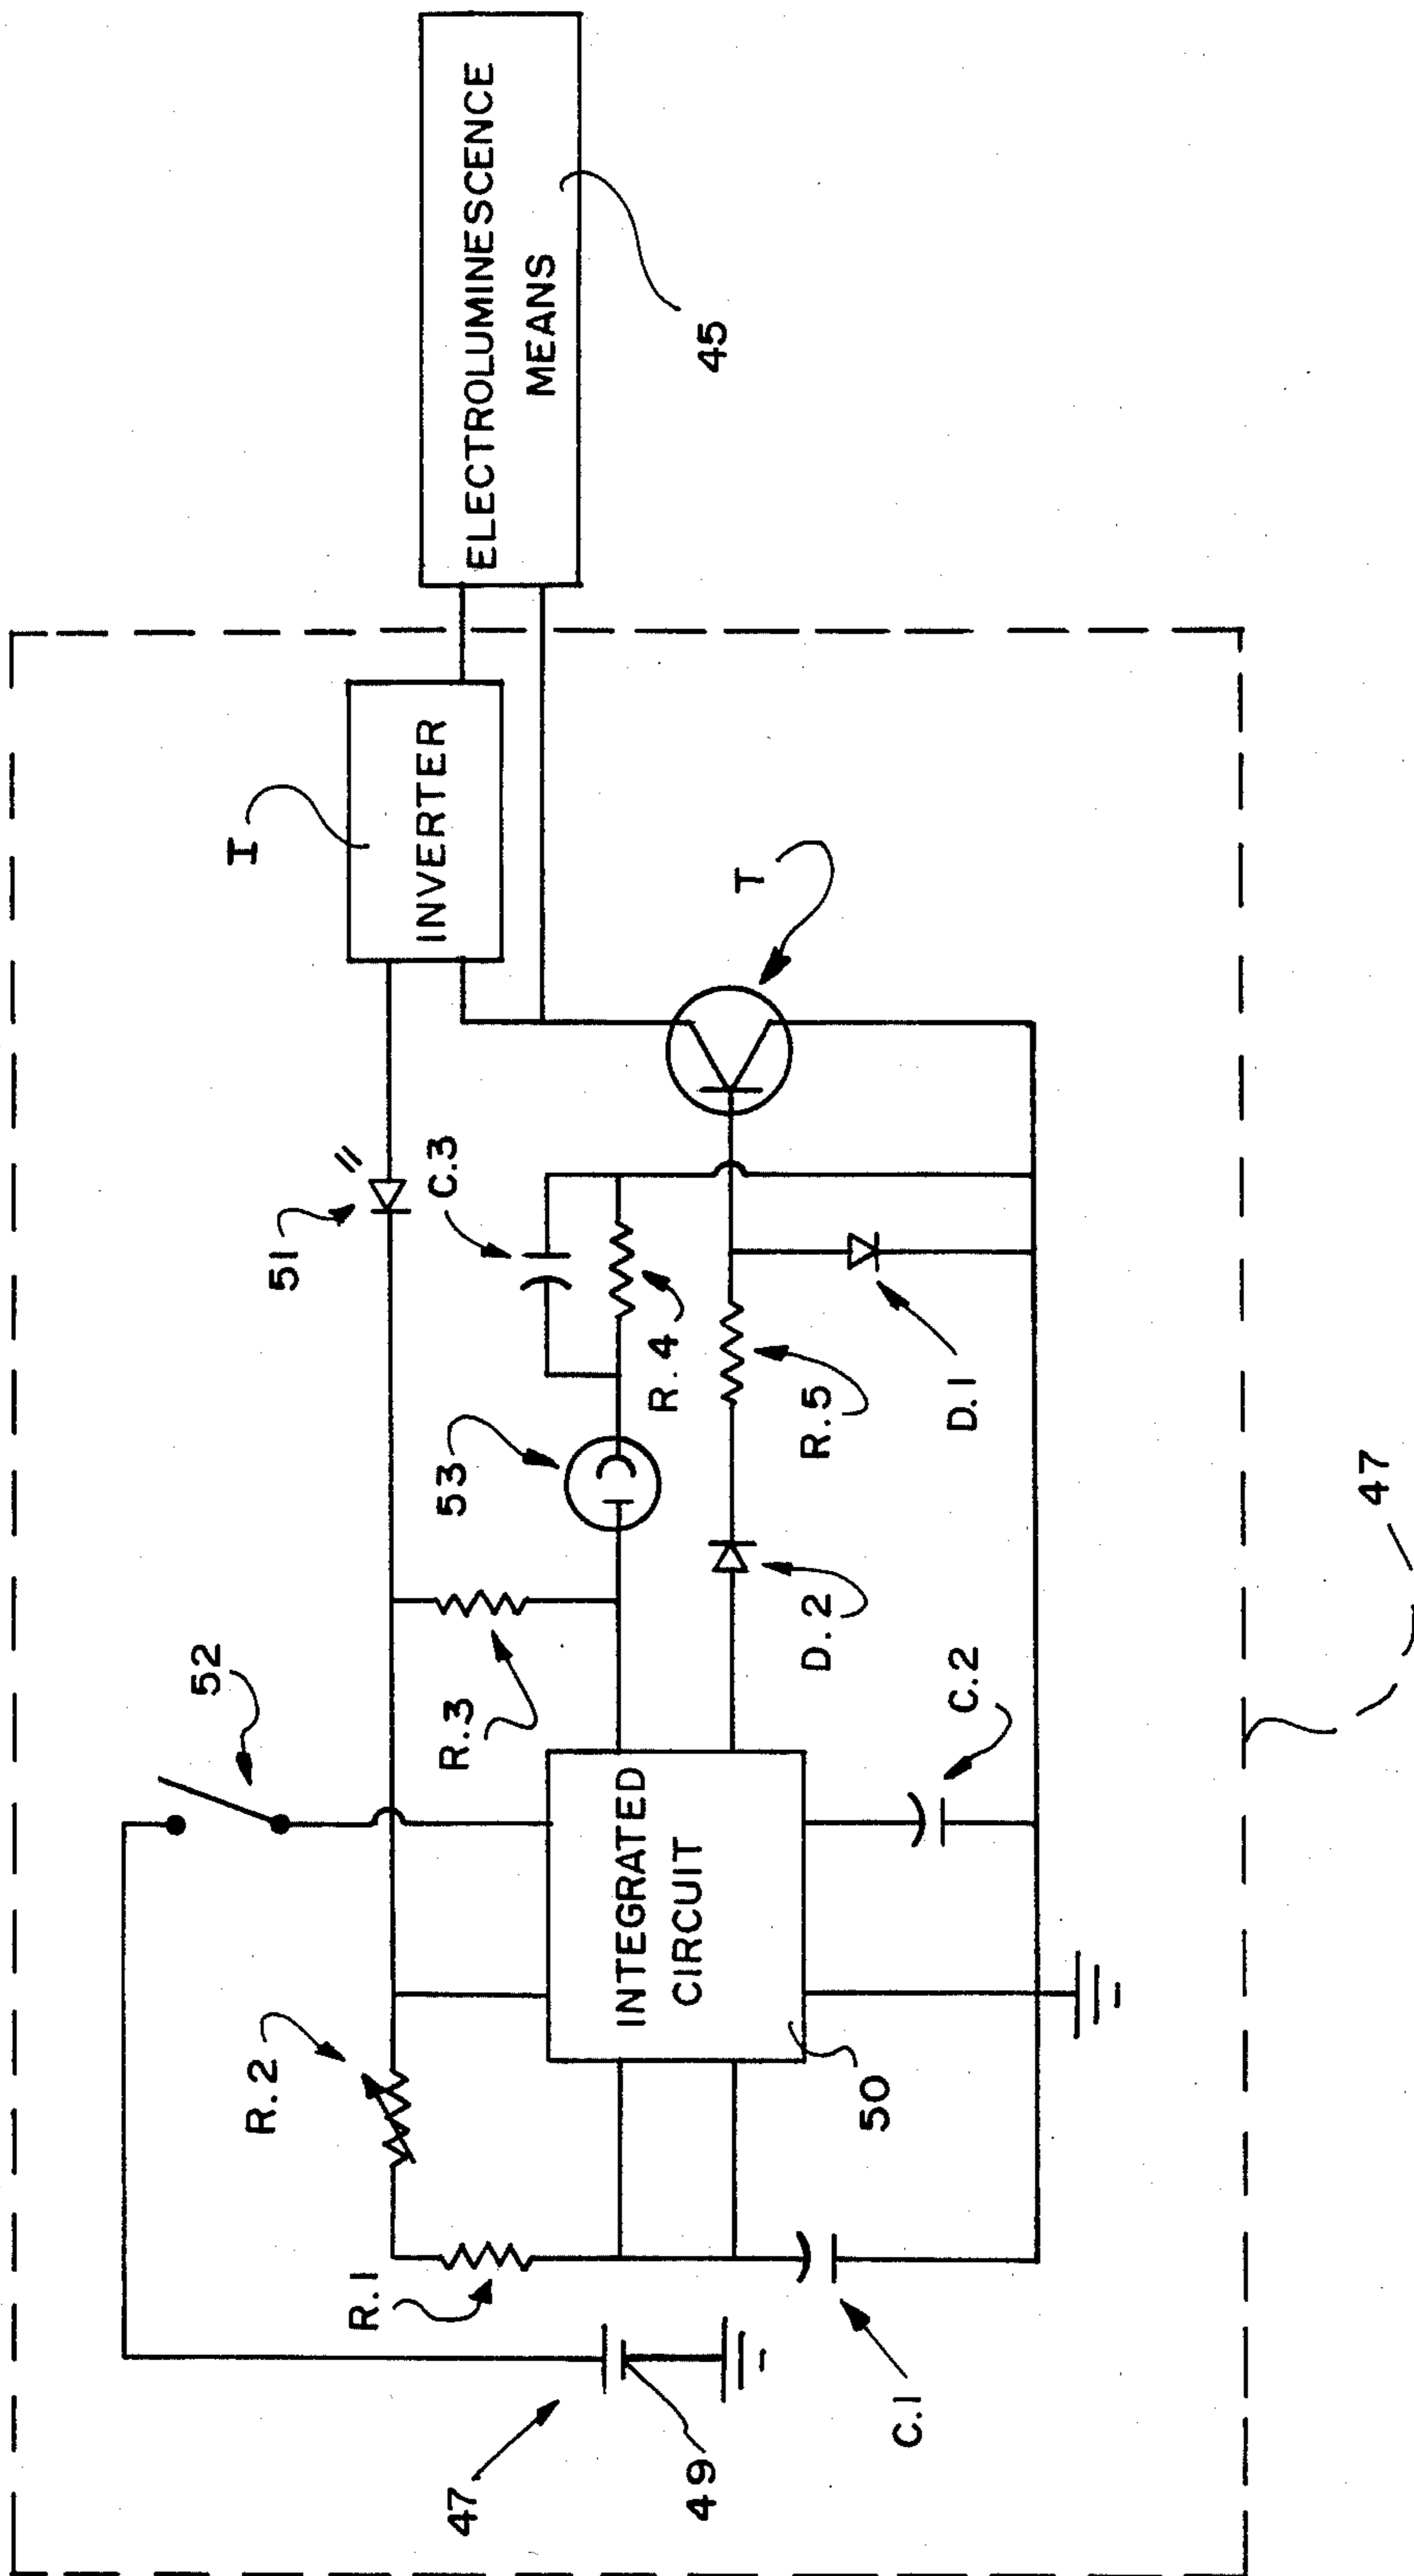 ELECTROLUMINESCENCE
MEANS
45
INVERTER
I
T
51
C.3
R.4
53
R.5
D.1
D.2
52
R.3
C.2
INTEGRATED
CIRCUIT
50
R.2
R.1
C.1
47
49
47